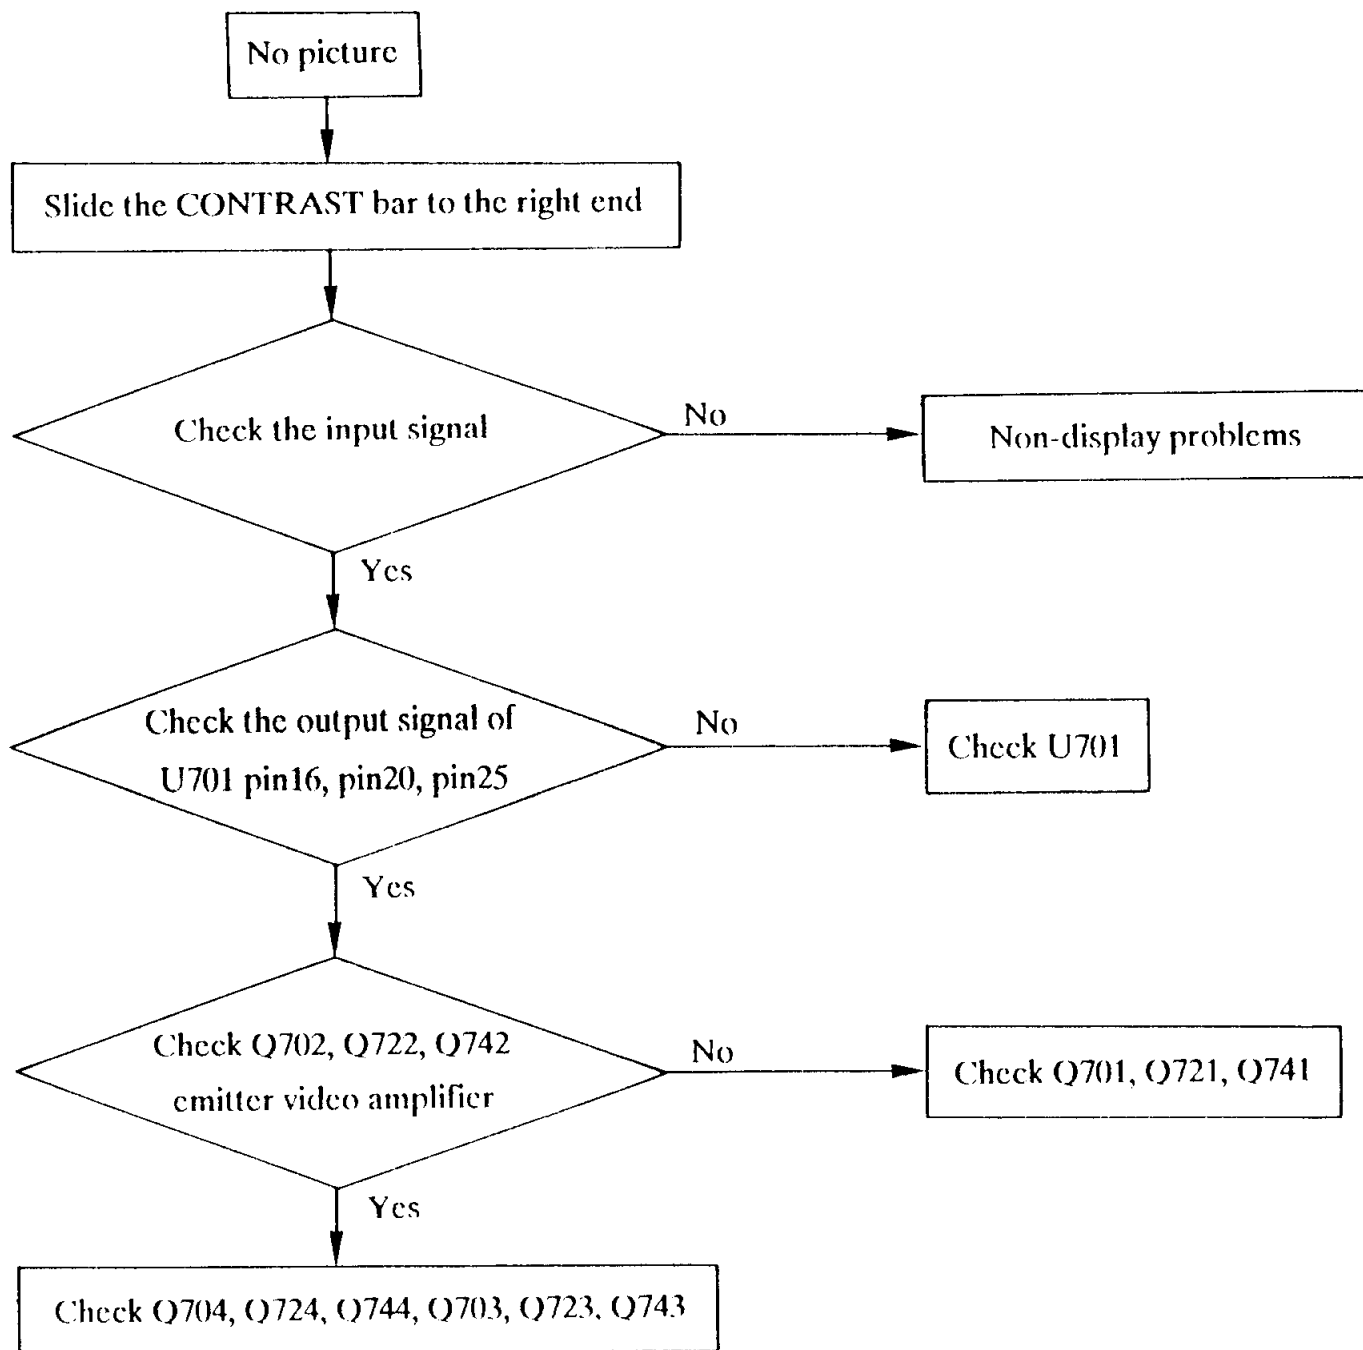 No picture
Slide the CONTRAST bar to the right end
Check the input signal
No
Non-display problems
Yes
Check the output signal of
U701 pin16, pin20, pin25
No
Check U701
Yes
Check Q702, Q722, Q742
emitter video amplifier
No
Check Q701, Q721, Q741
Yes
Check Q704, Q724, Q744, Q703, Q723, Q743